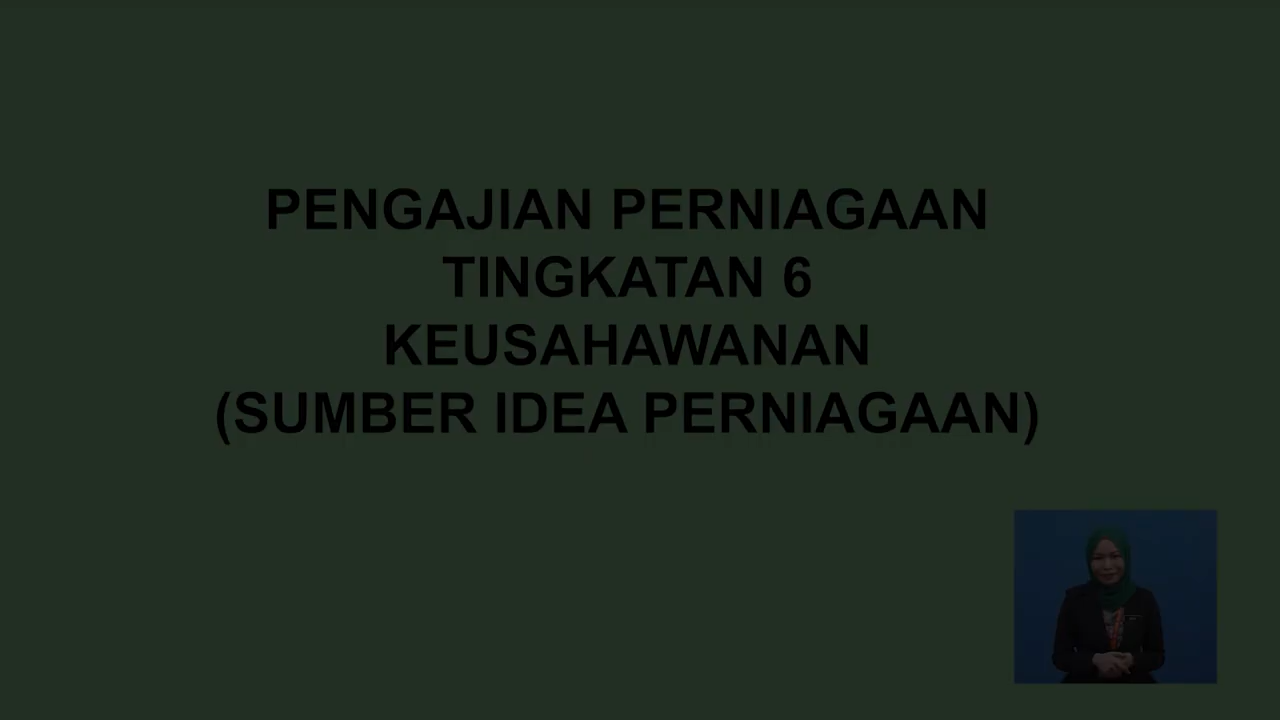 PENGAJIAN PERNIAGAAN
TINGKATAN 6
KEUSAHAWANAN
(SUMBER IDEA PERNIAGAAN)